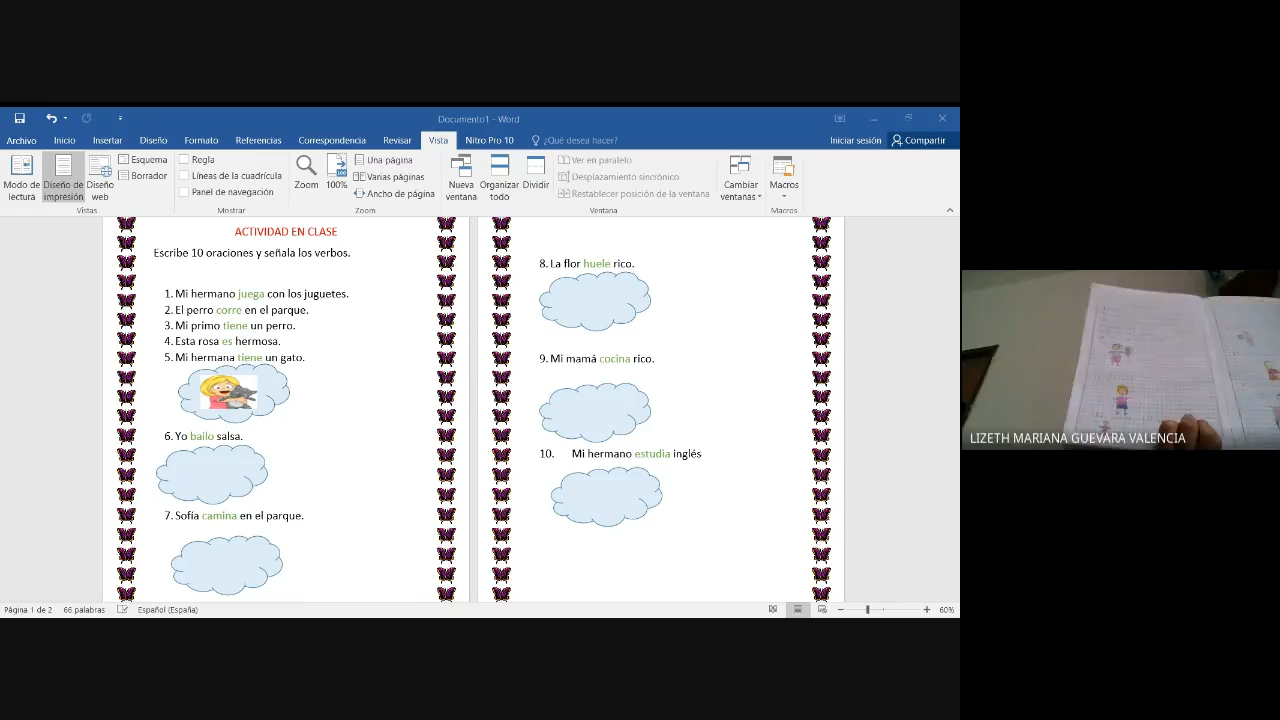 Documento1 - Word
Archivo Inicio Insertar Diseño Formato Referencias Correspondencia Revisar Vista Nitro Pro 10 ¿Qué desea hacer? Iniciar sesión Compartir
Modo de lectura
Diseño de impresión
Diseño web
Esquema
Borrador
Vistas
Regla
Líneas de la cuadrícula
Panel de navegación
Mostrar
Zoom
100%
Una página
Varias páginas
Ancho de página
Zoom
Nueva ventana
Organizar todo
Dividir
Ver en paralelo
Desplazamiento sincrónico
Restablecer posición de la ventana
Ventana
Cambiar ventanas
Macros
Macros
ACTIVIDAD EN CLASE
Escribe 10 oraciones y señala los verbos.
1. Mi hermano juega con los juguetes.
2. El perro corre en el parque.
3. Mi primo tiene un perro.
4. Esta rosa es hermosa.
5. Mi hermana tiene un gato.
6. Yo bailo salsa.
7. Sofía camina en el parque.
8. La flor huele rico.
9. Mi mamá cocina rico.
10. Mi hermano estudia inglés
Página 1 de 2 66 palabras Español (España) 60%
LIZETH MARIANA GUEVARA VALENCIA